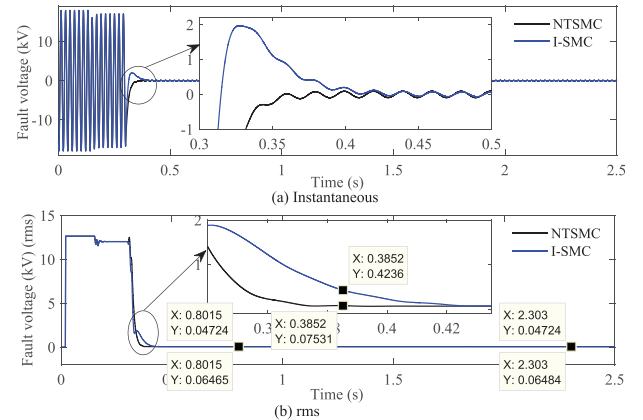 Fault voltage (kV)
10
0
-10
2
1
0
-1
0.3
0.35
0.4
0.45
0.5
NTSMC
I-SMC
0
0.5
1
1.5
2
2.5
Time (s)
(a) Instantaneous
Fault voltage (kV) (rms)
15
10
5
0
2
1
0.3
0.42
X: 0.3852
Y: 0.4236
X: 0.3852
Y: 0.07531
NTSMC
I-SMC
X: 0.8015
Y: 0.04724
X: 0.8015
Y: 0.06465
X: 2.303
Y: 0.04724
X: 2.303
Y: 0.06484
0
0.5
1
1.5
2
2.5
Time (s)
(b) rms